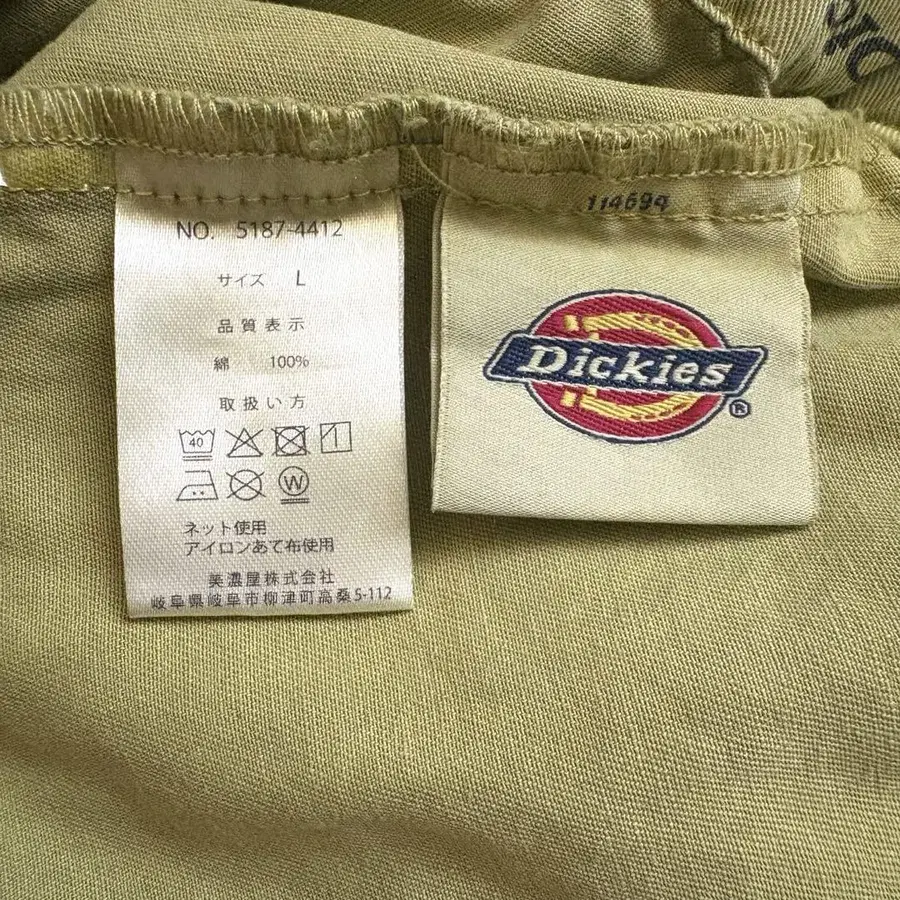 NO. 5187-4412
サイズ L
品質表示
綿 100%
取扱い方
40
1
W
ネット使用
アイロンあて布使用
美濃屋株式会社
岐阜県岐阜市柳津町高桑5-112
114694
Dickies
®